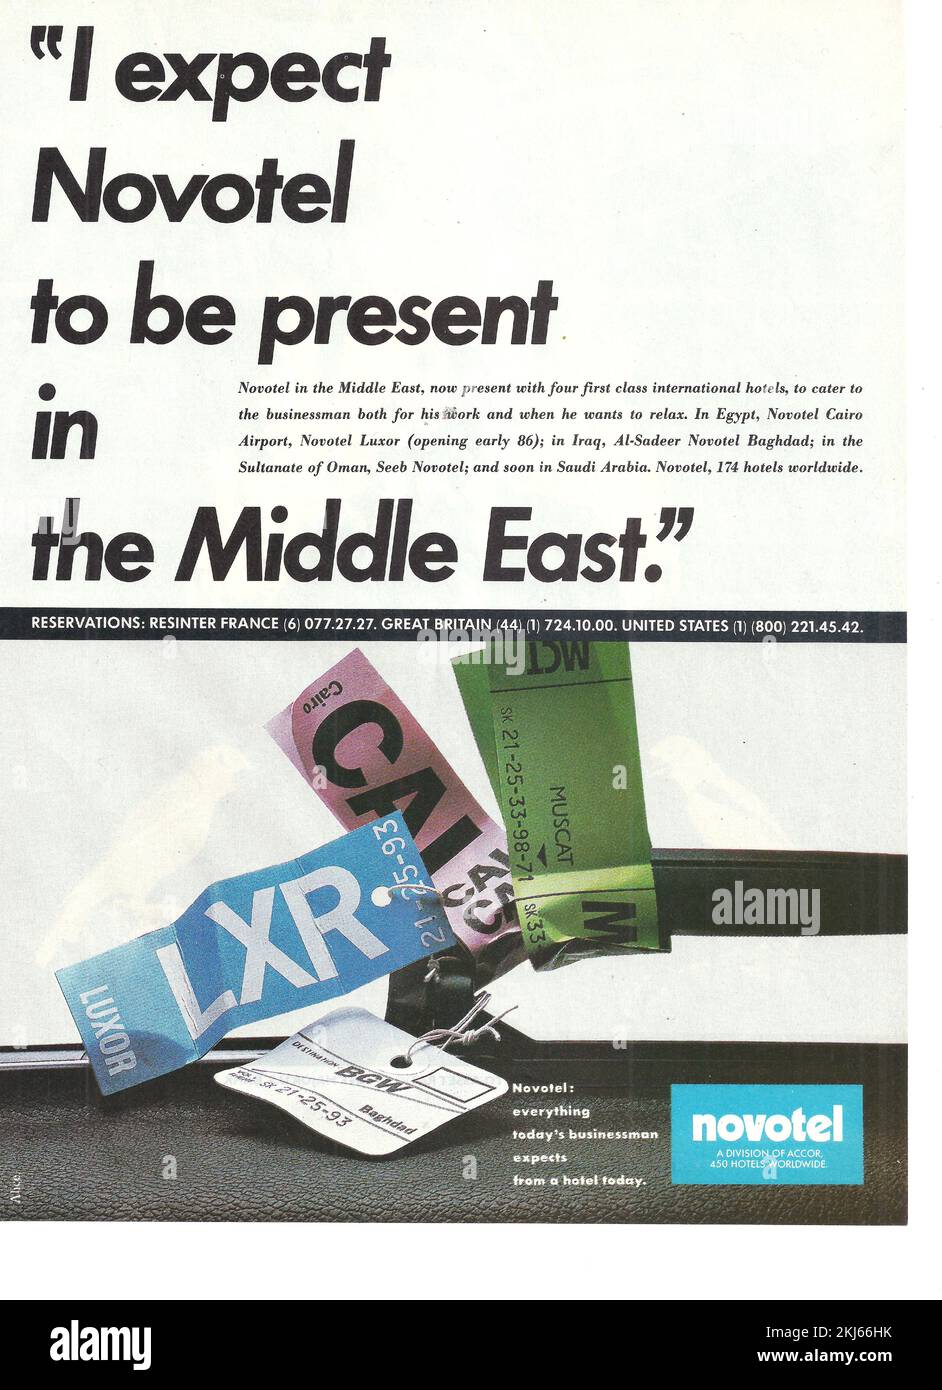 “I expect
Novotel
to be present
in
the Middle East.”
Novotel in the Middle East, now present with four first class international hotels, to cater to
the businessman both for his work and when he wants to relax. In Egypt, Novotel Cairo
Airport, Novotel Luxor (opening early 86); in Iraq, Al-Sadeer Novotel Baghdad; in the
Sultanate of Oman, Seeb Novotel; and soon in Saudi Arabia. Novotel, 174 hotels worldwide.
RESERVATIONS: RESINTER FRANCE (6) 077.27.27. GREAT BRITAIN (44) (1) 724.10.00. UNITED STATES (1) (800) 221.45.42.
MCT
SK 21-25-33-98-71
MUSCAT
M
SK 33
Cairo
CAI
CAI
LXR
21-25-93
LUXOR
DESTINATION
BGW
SK 21-25-93
Baghdad
Novotel:
everything
today's businessman
expects
from a hotel today.
novotel
A DIVISION OF ACCOR.
450 HOTELS WORLDWIDE.
Alice
alamy
Image ID: 2KJ66HK
www.alamy.com